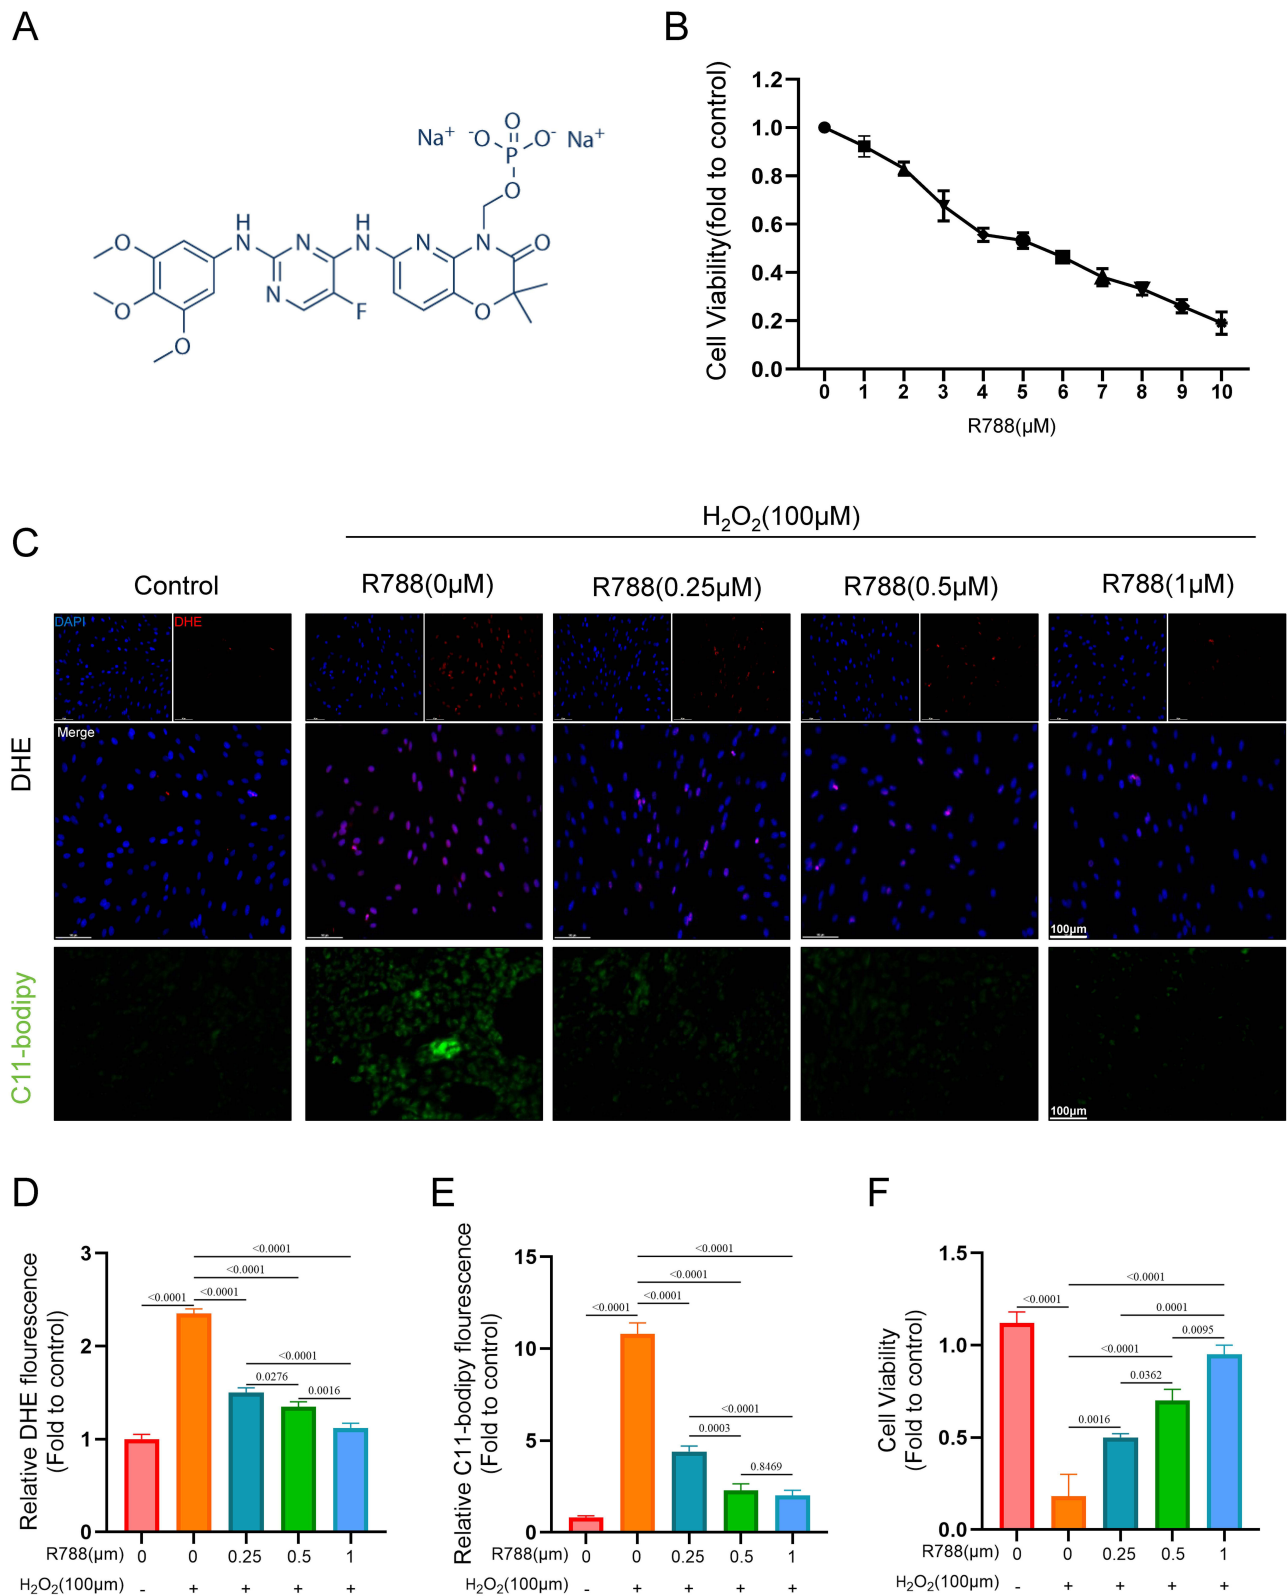 A
Na⁺ ⁻O O O⁻ Na⁺
P
O
H H
O N N N N N O
N F O
O
O
B
Cell Viability(fold to control)
1.2
1.0
0.8
0.6
0.4
0.2
0.0
0 1 2 3 4 5 6 7 8 9 10
R788(μM)
C
H₂O₂(100μM)
Control R788(0μM) R788(0.25μM) R788(0.5μM) R788(1μM)
DAPI DHE
DHE
Merge
100μm
C11-bodipy
100μm
D
Relative DHE flourescence
(Fold to control)
3
2
1
0
<0.0001
<0.0001
<0.0001 <0.0001
<0.0001
0.0276
0.0016
R788(μm) 0 0 0.25 0.5 1
H₂O₂(100μm) - + + + +
E
Relative C11-bodipy flourescence
(Fold to control)
15
10
5
0
<0.0001
<0.0001
<0.0001 <0.0001
<0.0001
0.0003
0.8469
0 0 0.25 0.5 1
R788(μm)
H₂O₂(100μm) - + + + +
F
Cell Viability
(Fold to control)
1.5
1.0
0.5
0.0
<0.0001
<0.0001
0.0001
0.0095
<0.0001
0.0362
0.0016
R788(μm) 0 0 0.25 0.5 1
H₂O₂(100μm) - + + + +